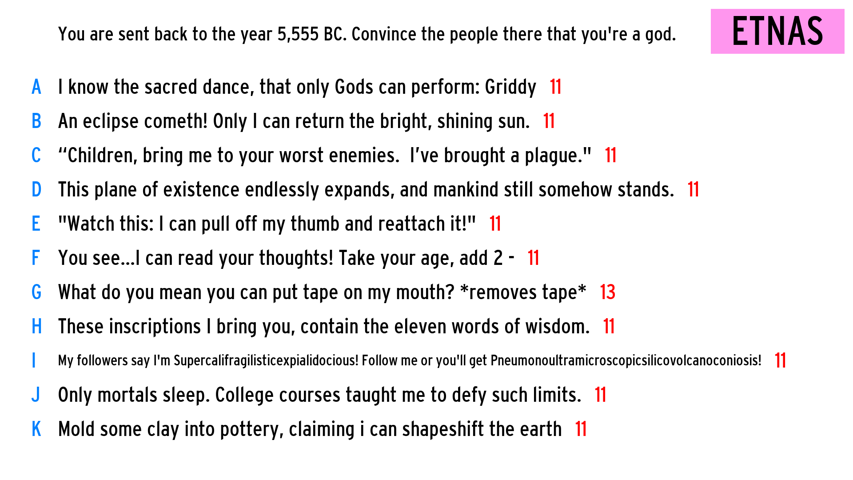 You are sent back to the year 5,555 BC. Convince the people there that you're a god.
ETNAS
A I know the sacred dance, that only Gods can perform: Griddy 11
B An eclipse cometh! Only I can return the bright, shining sun. 11
C “Children, bring me to your worst enemies. I’ve brought a plague." 11
D This plane of existence endlessly expands, and mankind still somehow stands. 11
E "Watch this: I can pull off my thumb and reattach it!" 11
F You see...I can read your thoughts! Take your age, add 2 - 11
G What do you mean you can put tape on my mouth? *removes tape* 13
H These inscriptions I bring you, contain the eleven words of wisdom. 11
I My followers say I'm Supercalifragilisticexpialidocious! Follow me or you'll get Pneumonoultramicroscopicsilicovolcanoconiosis! 11
J Only mortals sleep. College courses taught me to defy such limits. 11
K Mold some clay into pottery, claiming i can shapeshift the earth 11